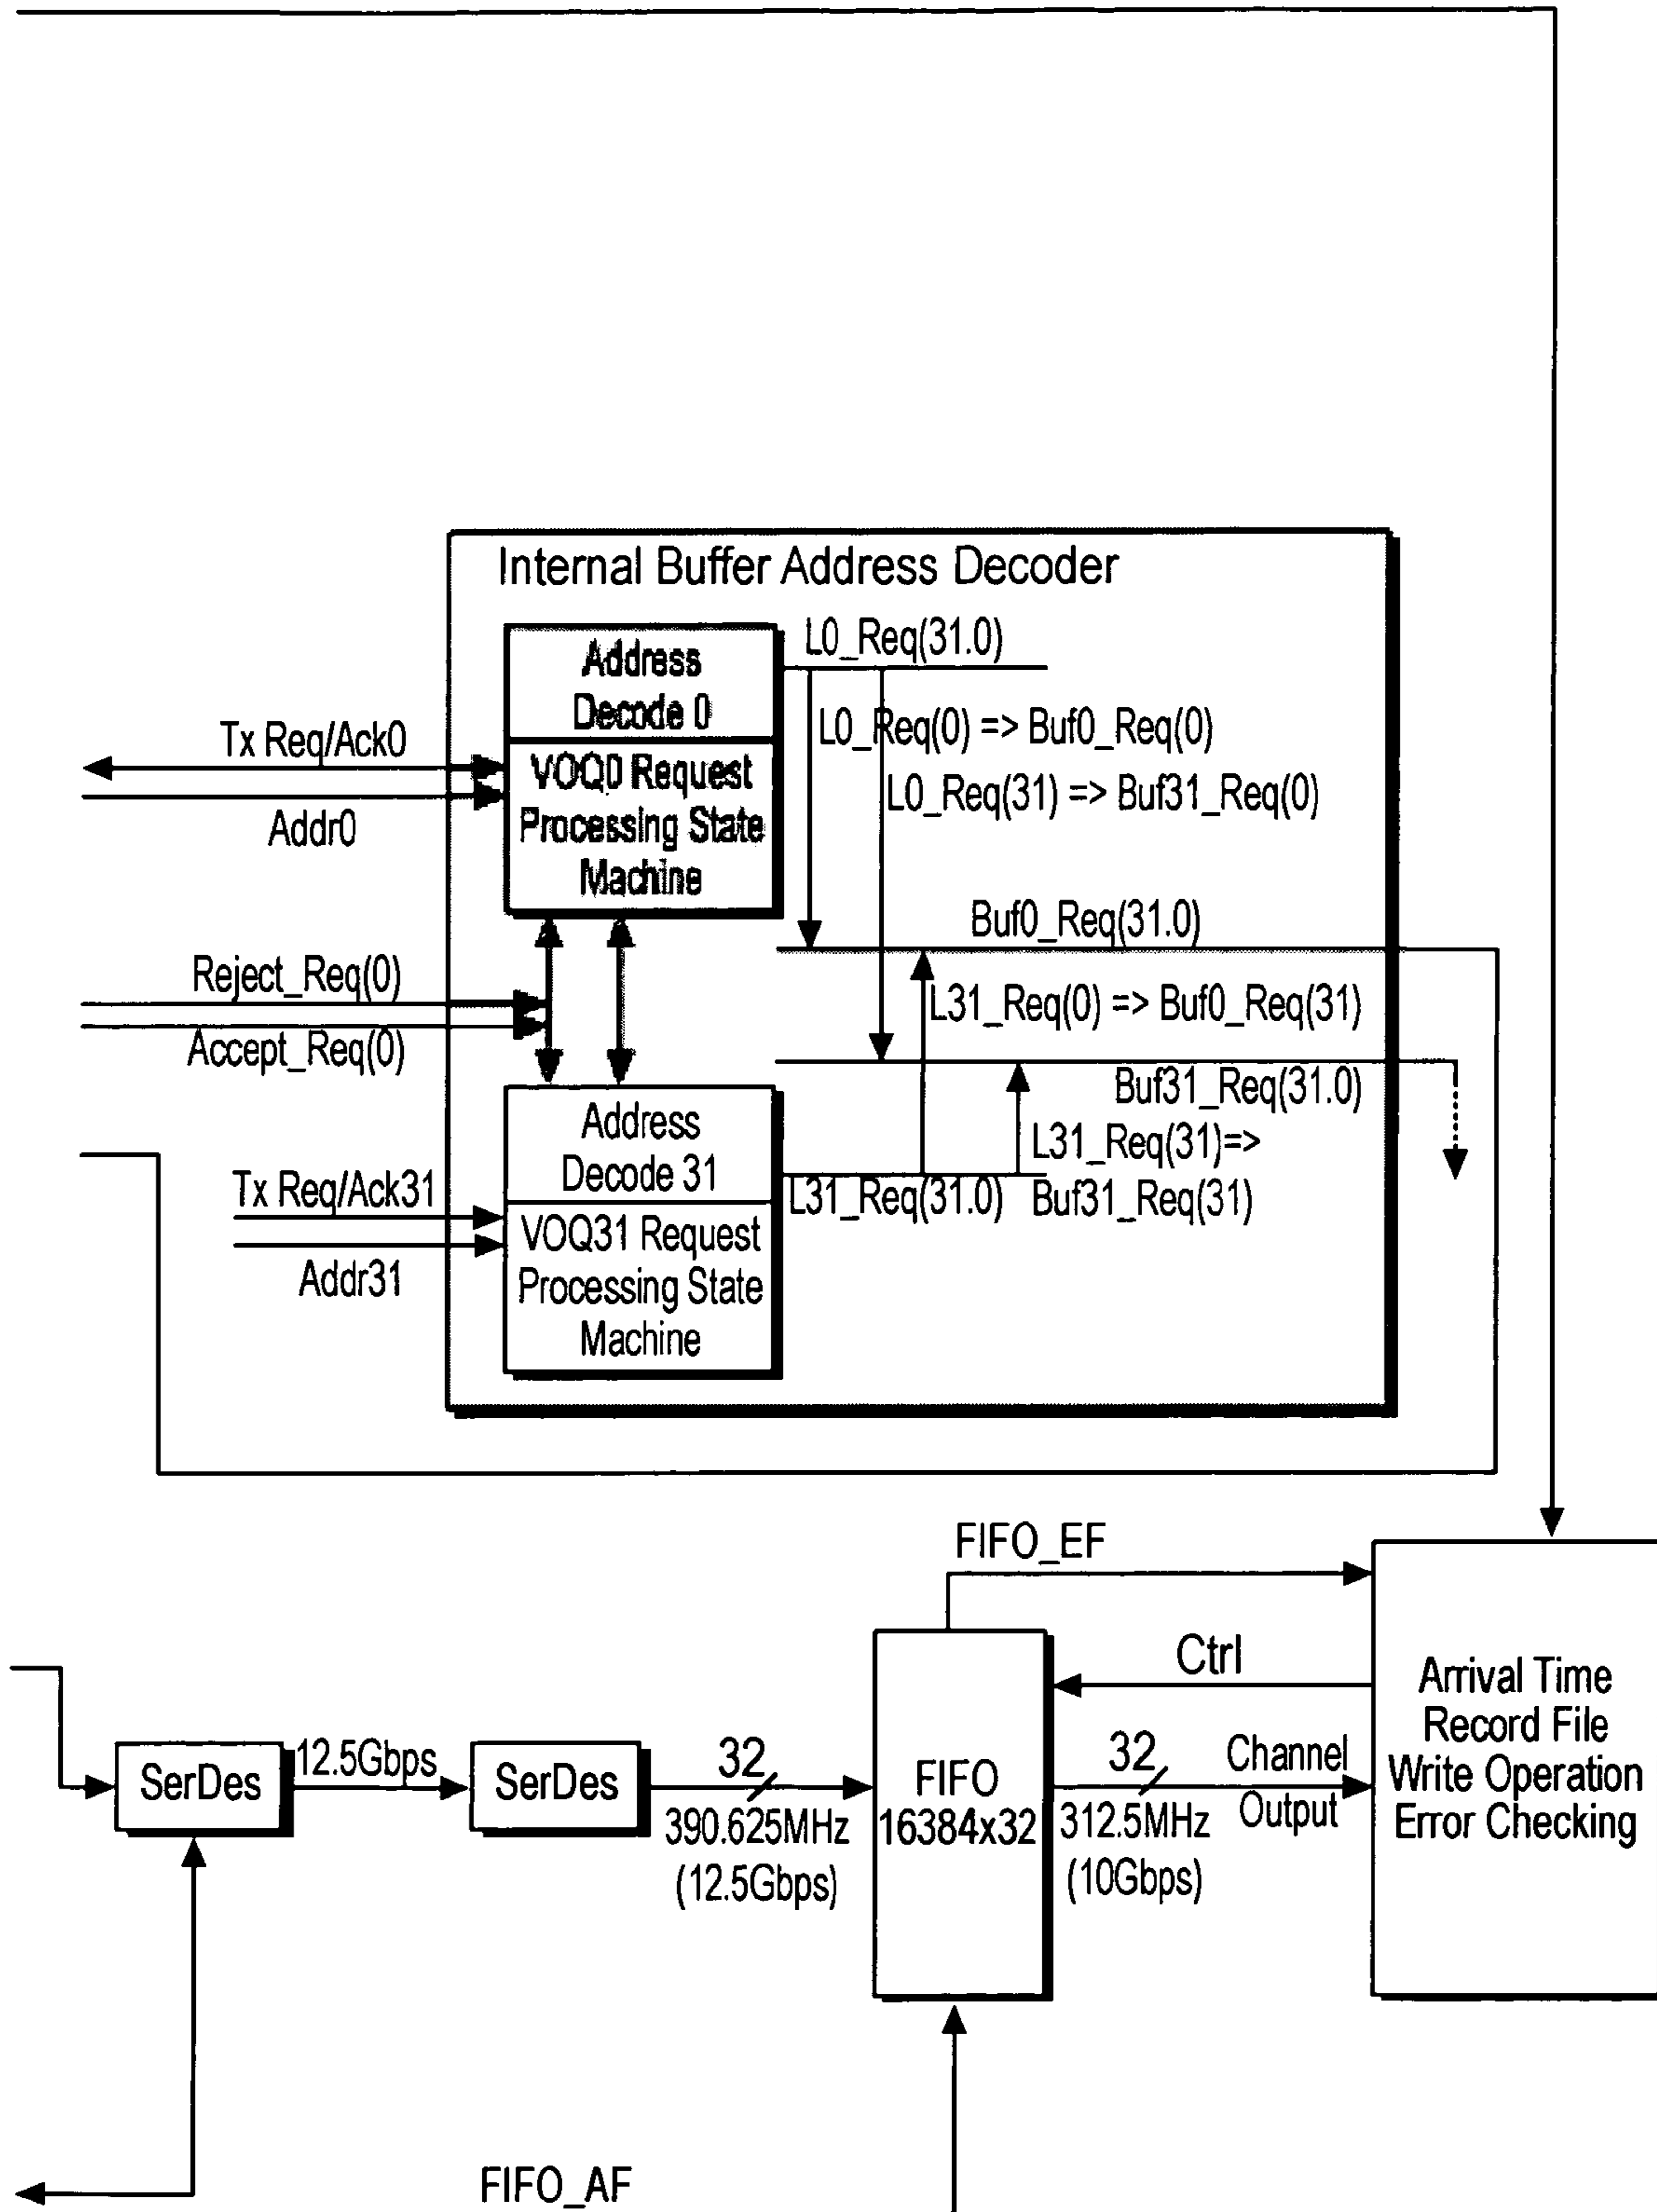 Internal Buffer Address Decoder
Address
Decode 0
VOQ0 Request
Processing State
Machine
L0_Req(31.0)
L0_Req(0) => Buf0_Req(0)
L0_Req(31) => Buf31_Req(0)
Tx Req/Ack0
Addr0
Buf0_Req(31.0)
Reject_Req(0)
Accept_Req(0)
L31_Req(0) => Buf0_Req(31)
Buf31_Req(31.0)
Address
Decode 31
VOQ31 Request
Processing State
Machine
L31_Req(31)=>
Buf31_Req(31)
L31_Req(31.0)
Tx Req/Ack31
Addr31
FIFO_EF
Ctrl
SerDes
12.5Gbps
SerDes
32
390.625MHz
(12.5Gbps)
FIFO
16384x32
32
312.5MHz
(10Gbps)
Channel
Output
Arrival Time
Record File
Write Operation
Error Checking
FIFO_AF